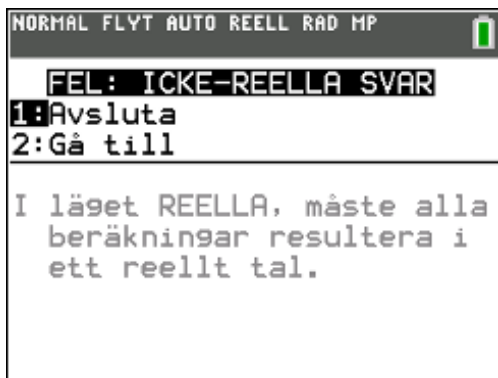 NORMAL FLYT AUTO REELL RAD MP
FEL: ICKE-REELLA SVAR
1:Avsluta
2:Gå till
I läget REELLA, måste alla
beräkningar resultera i
ett reellt tal.